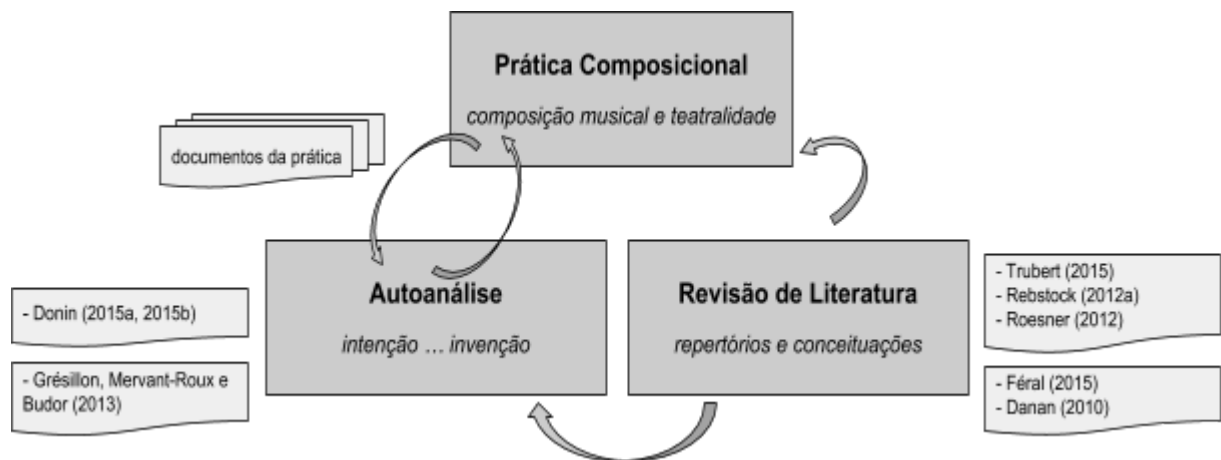 Prática Composicional
composição musical e teatralidade
documentos da prática
Autoanálise
intenção ... invenção
Revisão de Literatura
repertórios e conceituações
- Donin (2015a, 2015b)
- Grésillon, Mervant-Roux e
Budor (2013)
- Trubert (2015)
- Rebstock (2012a)
- Roesner (2012)
- Féral (2015)
- Danan (2010)